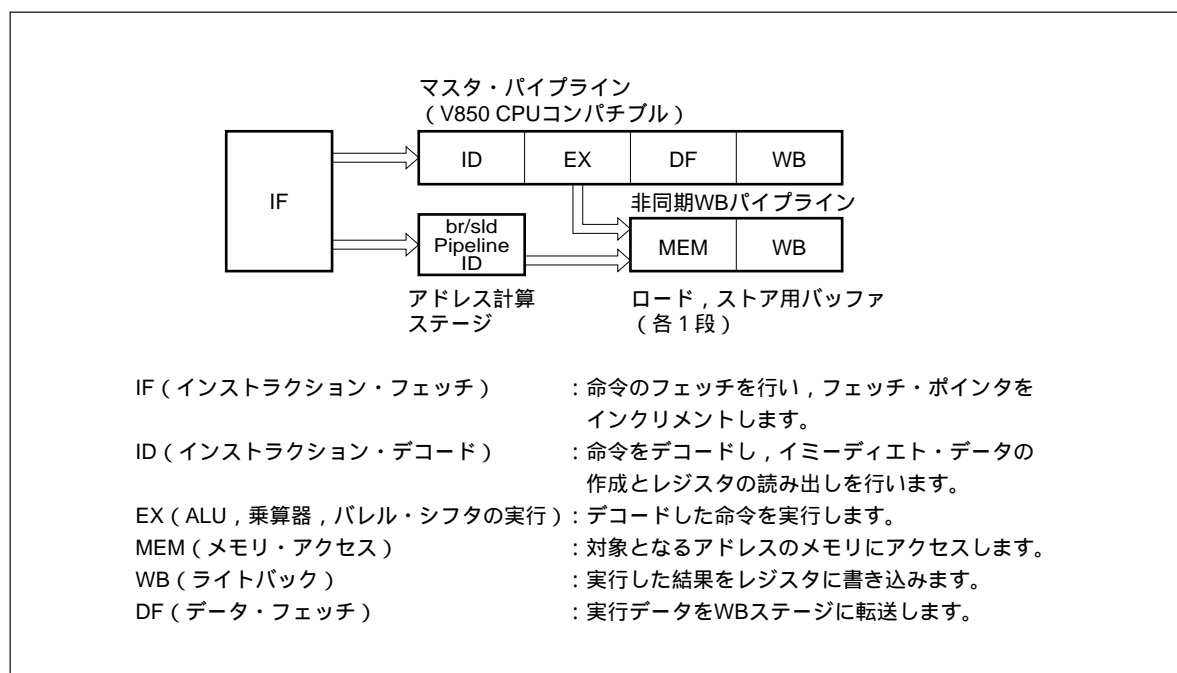 マスタ・パイプライン
（V850 CPUコンパチブル）
IF
ID
EX
DF
WB
非同期WBパイプライン
br/sld
Pipeline
ID
MEM
WB
アドレス計算
ステージ
ロード，ストア用バッファ
（各１段）
IF（インストラクション・フェッチ）：命令のフェッチを行い，フェッチ・ポインタを
インクリメントします。
ID（インストラクション・デコード）：命令をデコードし，イミーディエト・データの
作成とレジスタの読み出しを行います。
EX（ALU，乗算器，バレル・シフタの実行）：デコードした命令を実行します。
MEM（メモリ・アクセス）：対象となるアドレスのメモリにアクセスします。
WB（ライトバック）：実行した結果をレジスタに書き込みます。
DF（データ・フェッチ）：実行データをWBステージに転送します。